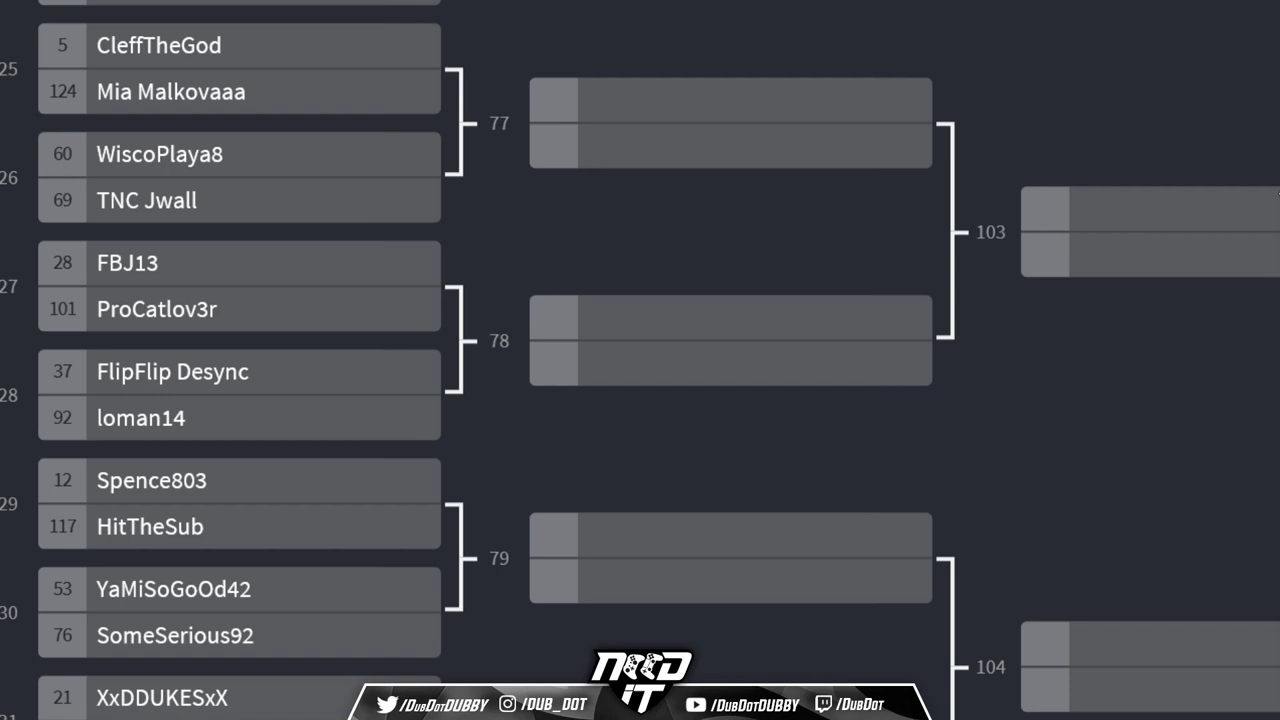 25
5 CleffTheGod
124 Mia Malkovaaa
77
26
60 WiscoPlaya8
69 TNC Jwall
103
27
28 FBJ13
101 ProCatlov3r
78
28
37 FlipFlip Desync
92 loman14
29
12 Spence803
117 HitTheSub
79
30
53 YaMiSoGoOd42
76 SomeSerious92
104
21 XxDDUKESxX
NEED
IT
/DubDotDUBBY
/DUB_DOT
/DubDotDUBBY
/DubDot